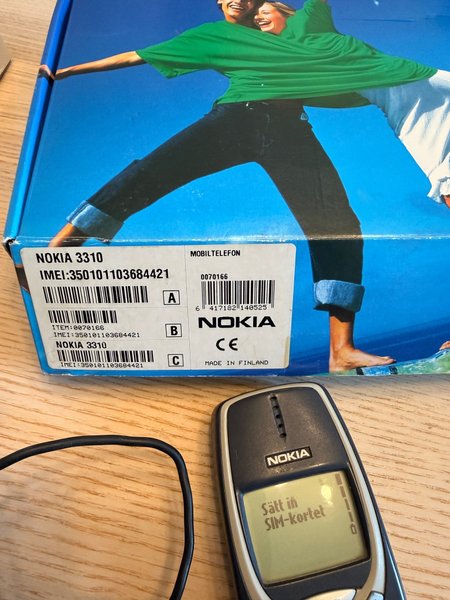 NOKIA 3310
IMEI:350101103684421
A
ITEM:0070166
IMEI:350101103684421
B
NOKIA 3310
IMEI:350101103684421
C
MOBILTELEFON
0070166
6 417182 140525
NOKIA
CE
MADE IN FINLAND
NOKIA
Sätt in
SIM-kortet